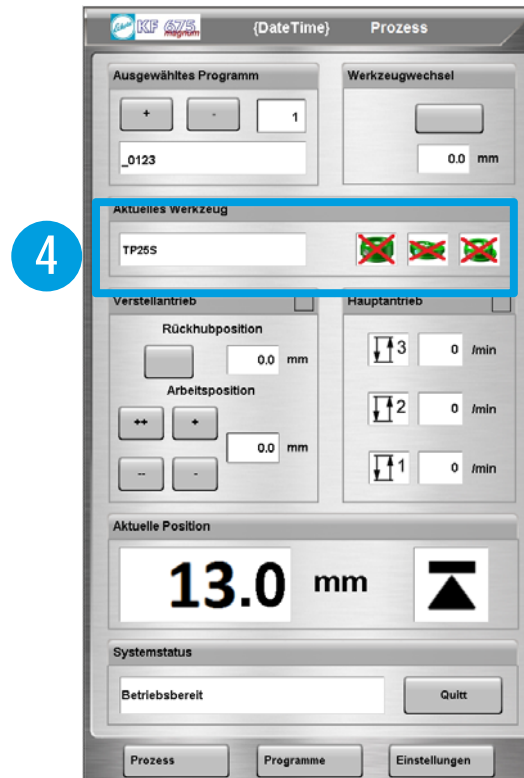 Eckold KF 675 magnum {DateTime} Prozess
Ausgewähltes Programm
+ - 1
_0123
Werkzeugwechsel
0.0 mm
4
Aktuelles Werkzeug
TP25S
Verstellantrieb
Rückhubposition
0.0 mm
Arbeitsposition
++ +
0.0 mm
-- -
Hauptantrieb
3 0 /min
2 0 /min
1 0 /min
Aktuelle Position
13.0 mm
Systemstatus
Betriebsbereit Quitt
Prozess Programme Einstellungen